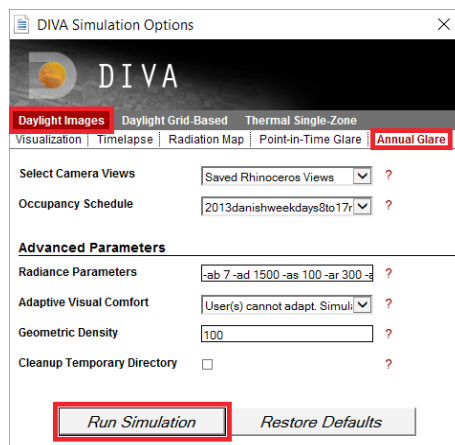 DIVA Simulation Options
DIVA
Daylight Images Daylight Grid-Based Thermal Single-Zone
Visualization Timelapse Radiation Map Point-in-Time Glare Annual Glare
Select Camera Views Saved Rhinoceros Views ?
Occupancy Schedule 2013danishweekdays8to17r ?
Advanced Parameters
Radiance Parameters -ab 7 -ad 1500 -as 100 -ar 300 -a ?
Adaptive Visual Comfort User(s) cannot adapt. Simula ?
Geometric Density 100 ?
Cleanup Temporary Directory ?
Run Simulation Restore Defaults